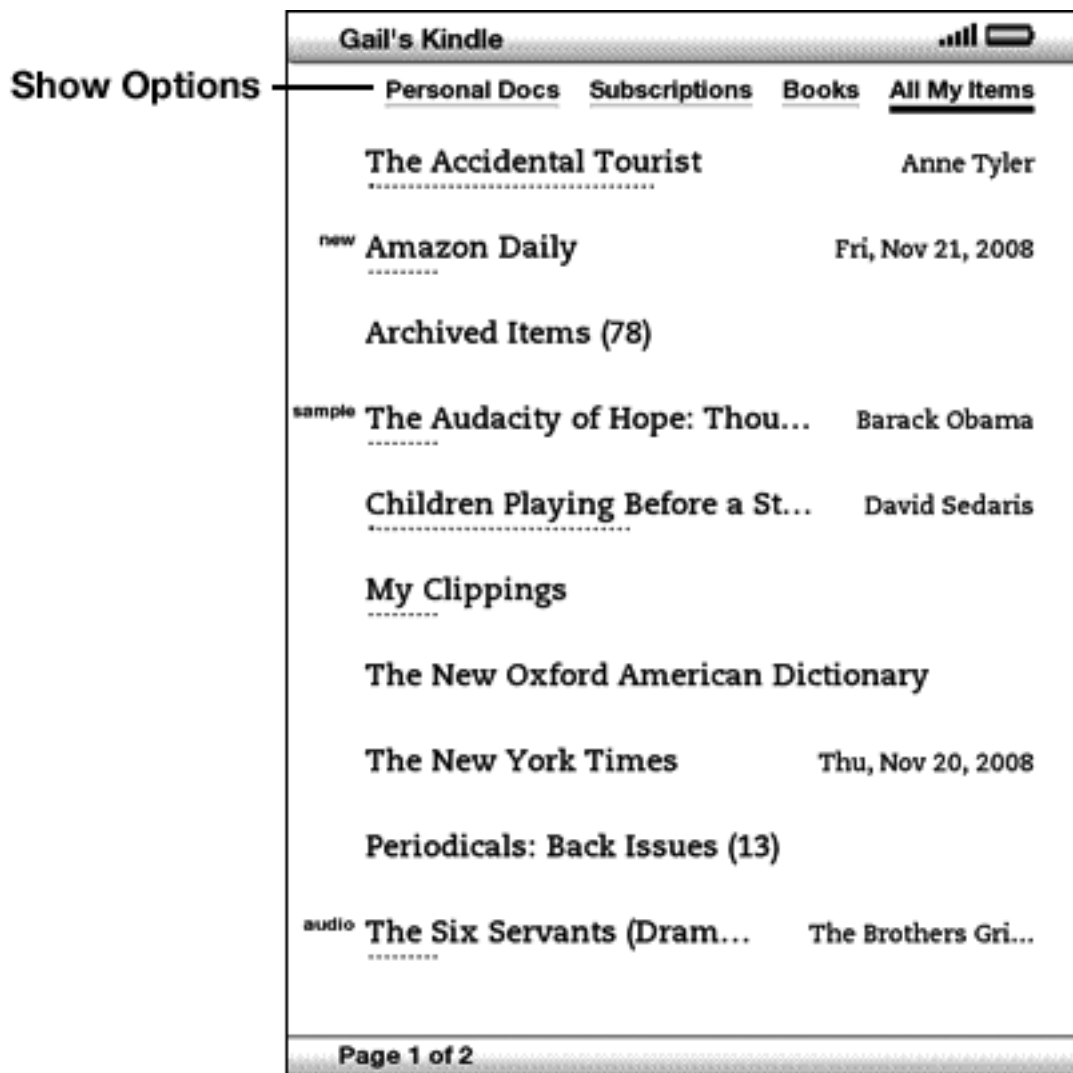 Gail's Kindle
Show Options
Personal Docs Subscriptions Books All My Items
The Accidental Tourist Anne Tyler
new Amazon Daily Fri, Nov 21, 2008
Archived Items (78)
sample The Audacity of Hope: Thou... Barack Obama
Children Playing Before a St... David Sedaris
My Clippings
The New Oxford American Dictionary
The New York Times Thu, Nov 20, 2008
Periodicals: Back Issues (13)
audio The Six Servants (Dram... The Brothers Gri...
Page 1 of 2